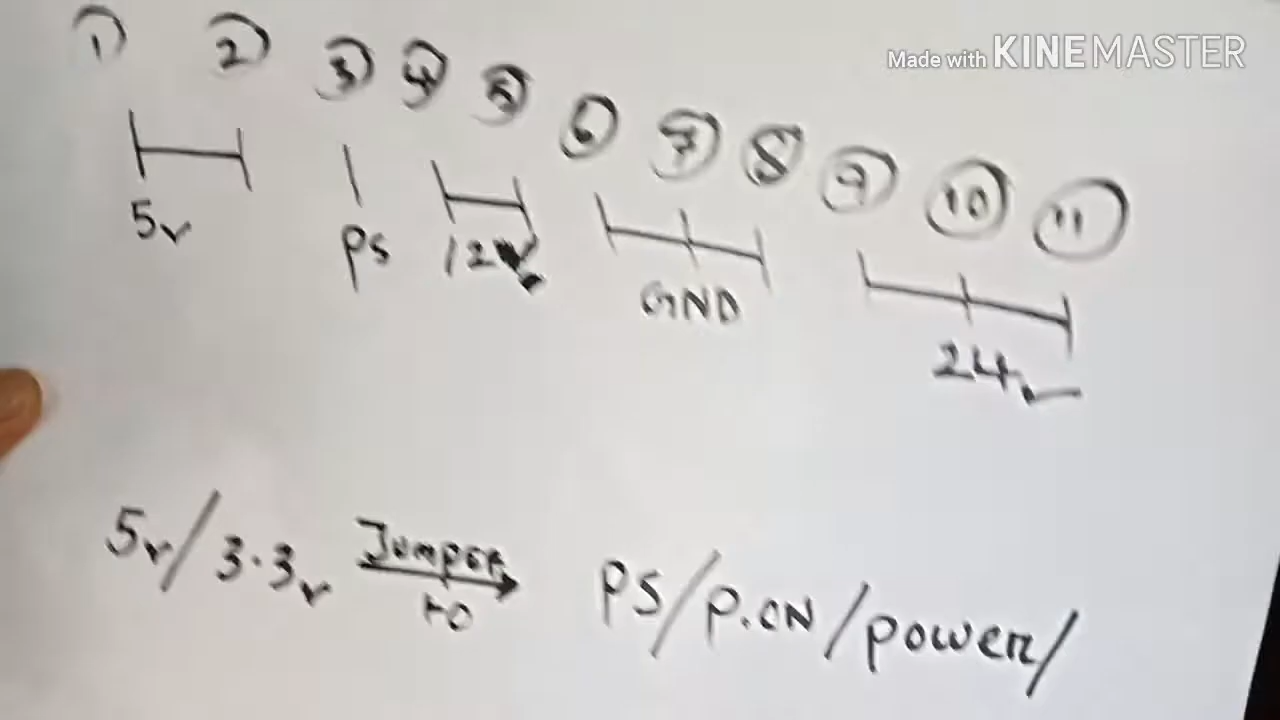 Made with KINEMASTER
1 2 3 4 5 6 7 8 9 10 11
5v PS 12v GND 24v
5v/3.3v Jumper to PS/P.ON/POWER/